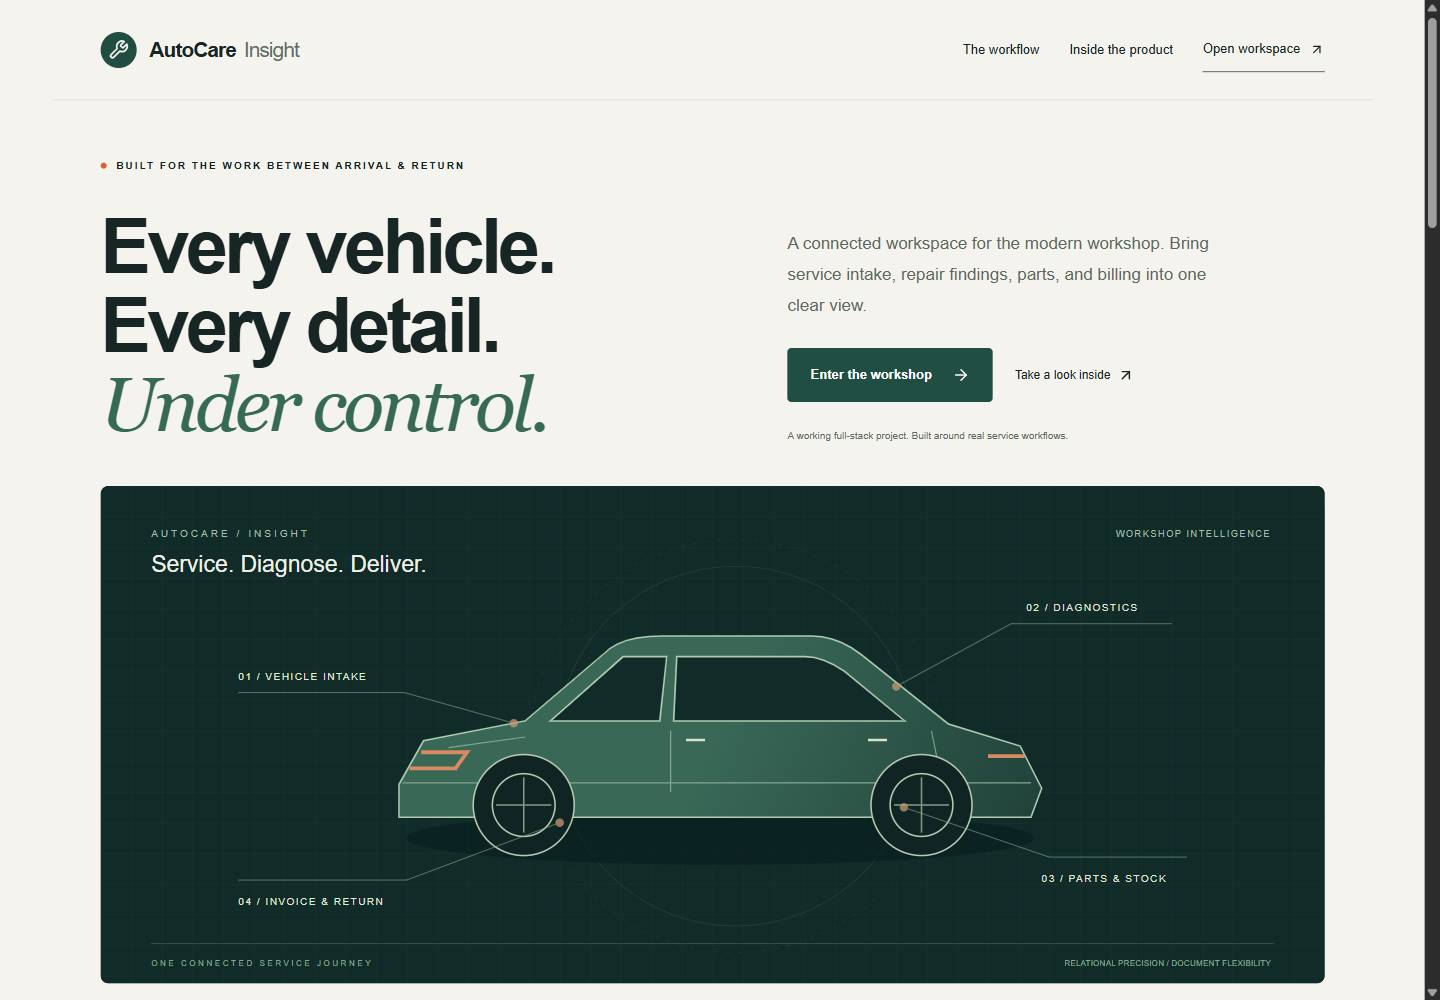 AutoCare Insight
The workflow
Inside the product
Open workspace
BUILT FOR THE WORK BETWEEN ARRIVAL & RETURN
Every vehicle.
Every detail.
Under control.
A connected workspace for the modern workshop. Bring
service intake, repair findings, parts, and billing into one
clear view.
Enter the workshop
Take a look inside
A working full-stack project. Built around real service workflows.
AUTOCARE / INSIGHT
WORKSHOP INTELLIGENCE
Service. Diagnose. Deliver.
02 / DIAGNOSTICS
01 / VEHICLE INTAKE
03 / PARTS & STOCK
04 / INVOICE & RETURN
ONE CONNECTED SERVICE JOURNEY
RELATIONAL PRECISION / DOCUMENT FLEXIBILITY